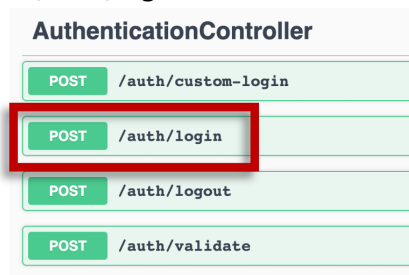 AuthenticationController
POST /auth/custom-login
POST /auth/login
POST /auth/logout
POST /auth/validate